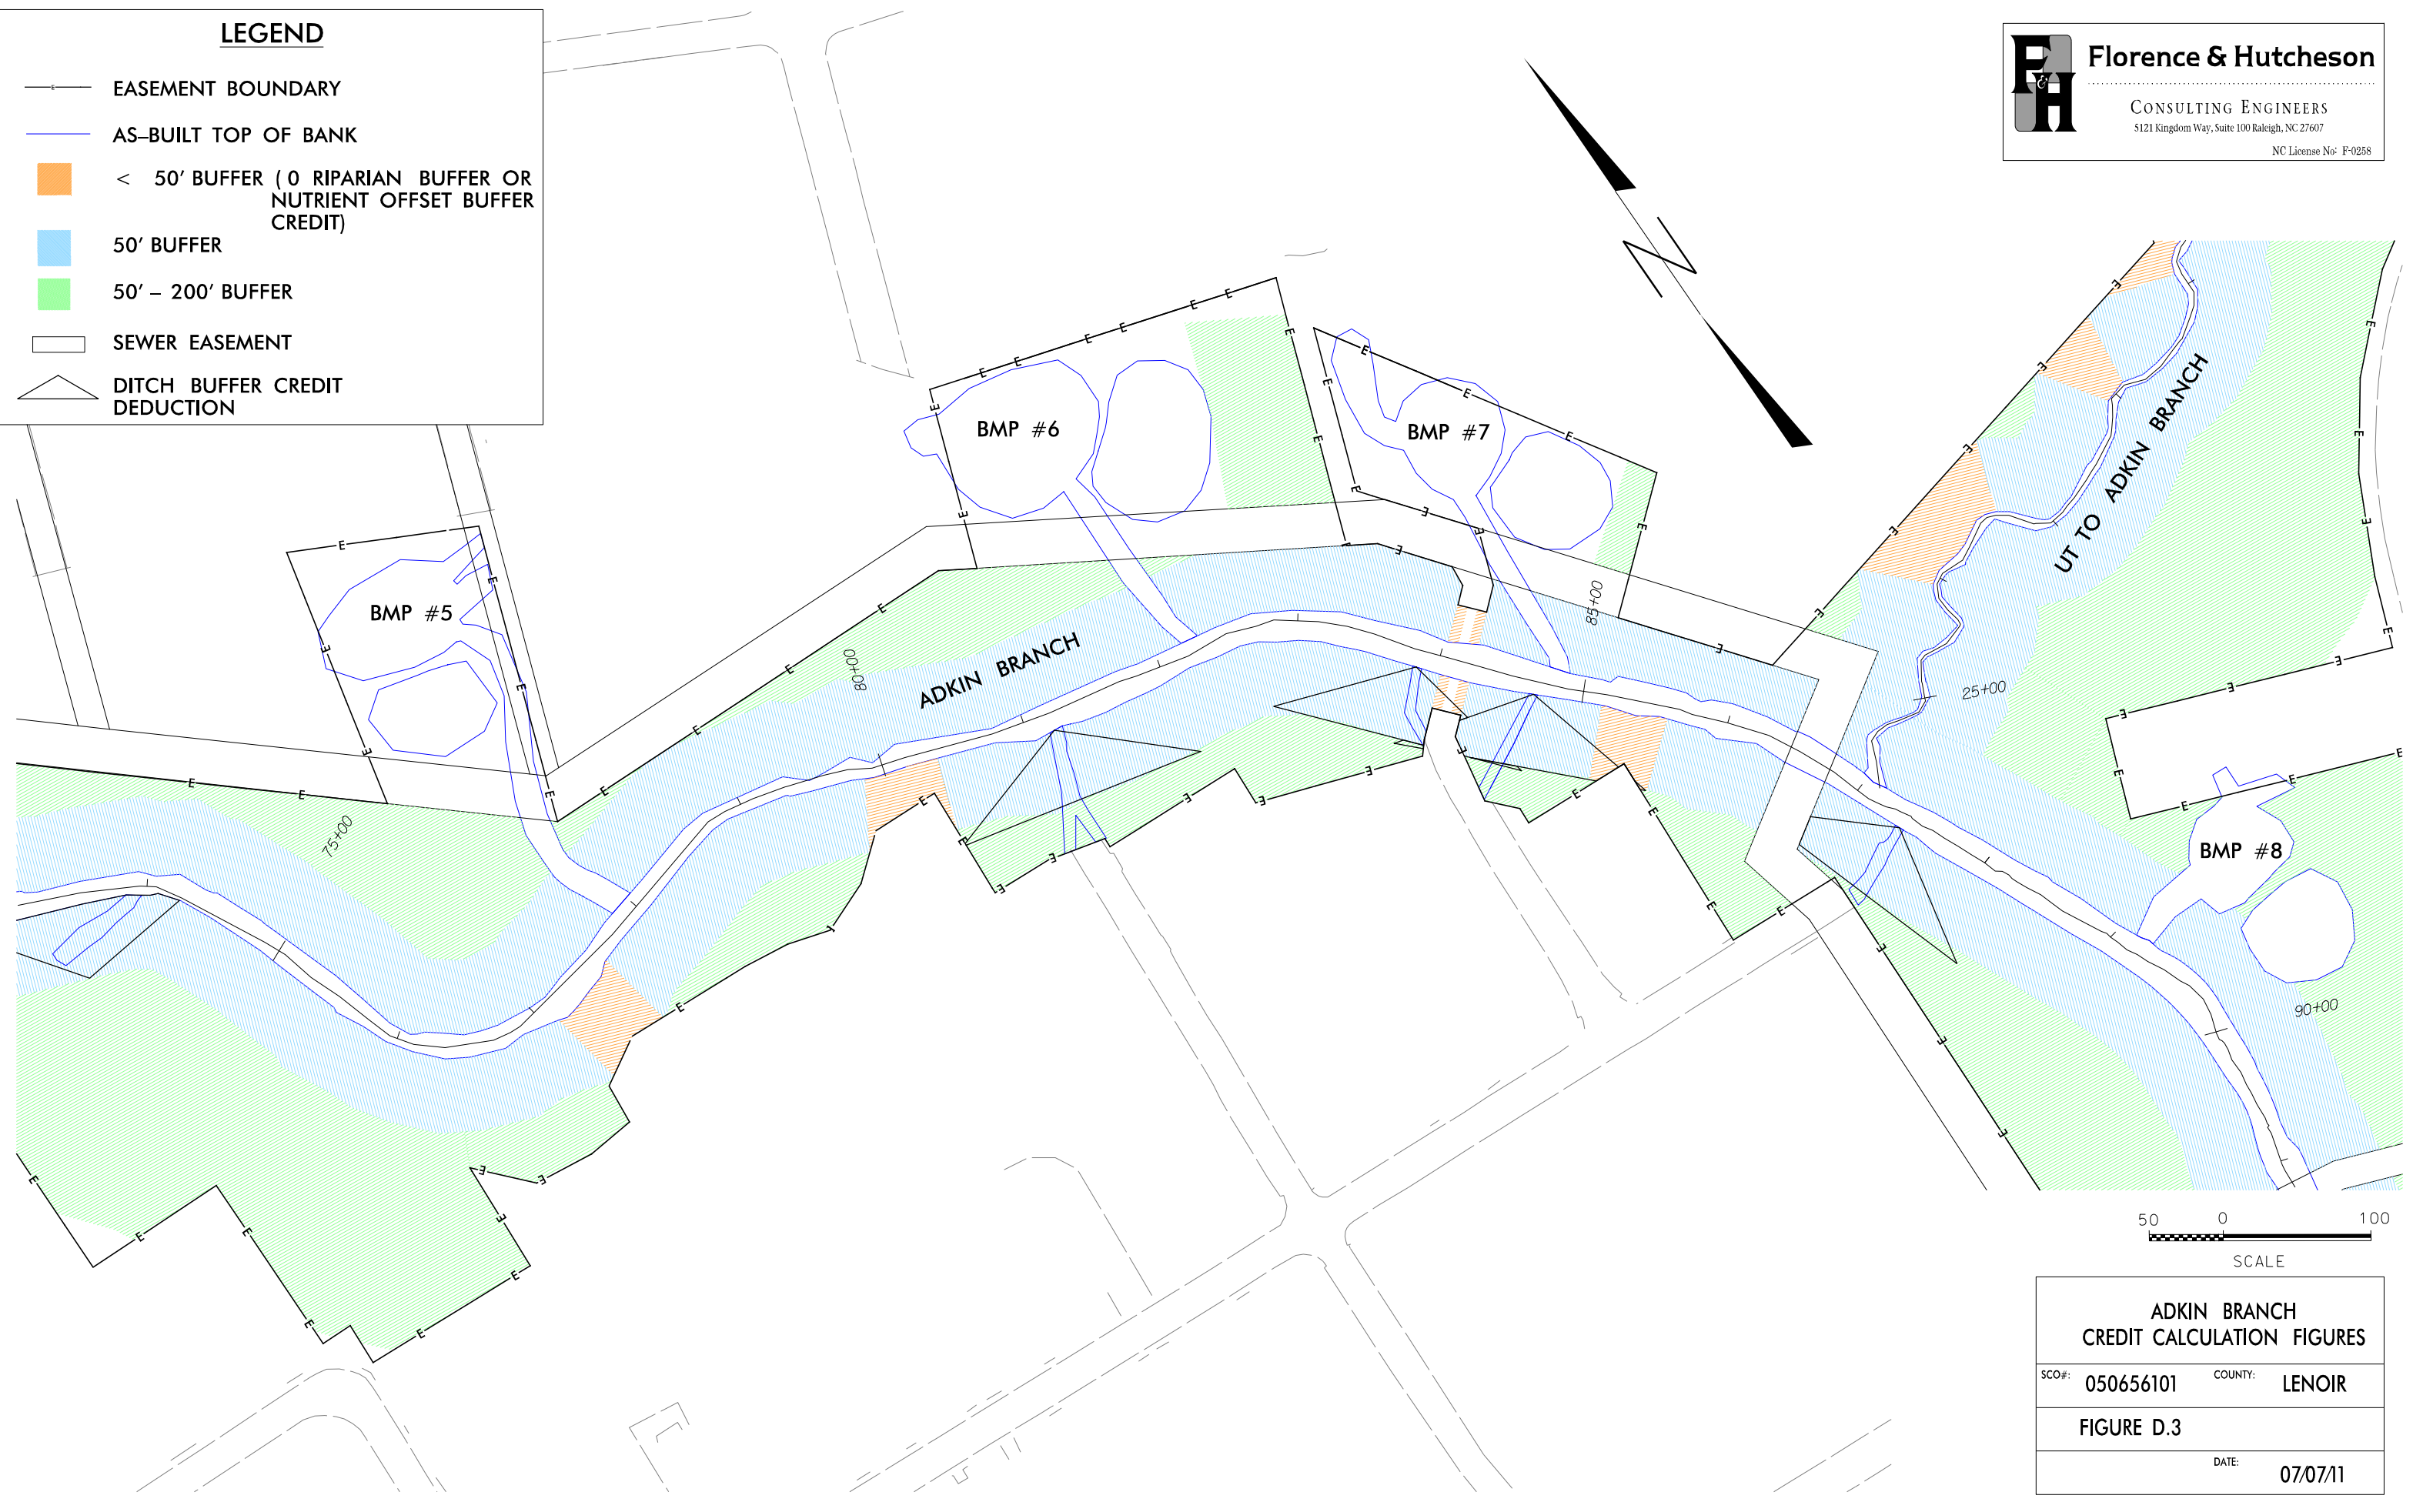 LEGEND
EASEMENT BOUNDARY
AS-BUILT TOP OF BANK
< 50' BUFFER (0 RIPARIAN BUFFER OR
NUTRIENT OFFSET BUFFER
CREDIT)
50' BUFFER
50' – 200' BUFFER
SEWER EASEMENT
DITCH BUFFER CREDIT
DEDUCTION
F&H
Florence & Hutcheson
CONSULTING ENGINEERS
5121 Kingdom Way, Suite 100 Raleigh, NC 27607
NC License No: F-0258
N
BMP #5
BMP #6
BMP #7
BMP #8
ADKIN BRANCH
UT TO ADKIN BRANCH
75+00
80+00
85+00
25+00
90+00
50 0 100
SCALE
ADKIN BRANCH
CREDIT CALCULATION FIGURES
SCO#: 050656101 COUNTY: LENOIR
FIGURE D.3
DATE: 07/07/11